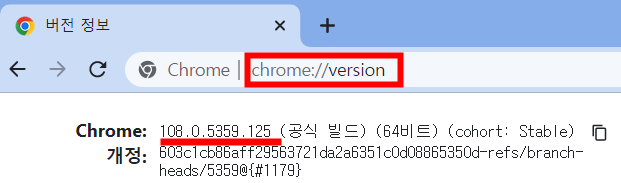 버전 정보
Chrome | chrome://version
Chrome: 108.0.5359.125 (공식 빌드) (64비트) (cohort: Stable)
개정: 603c1cb86aff29563721da2a6351c0d08865350d-refs/branch-
heads/5359@{#1179}